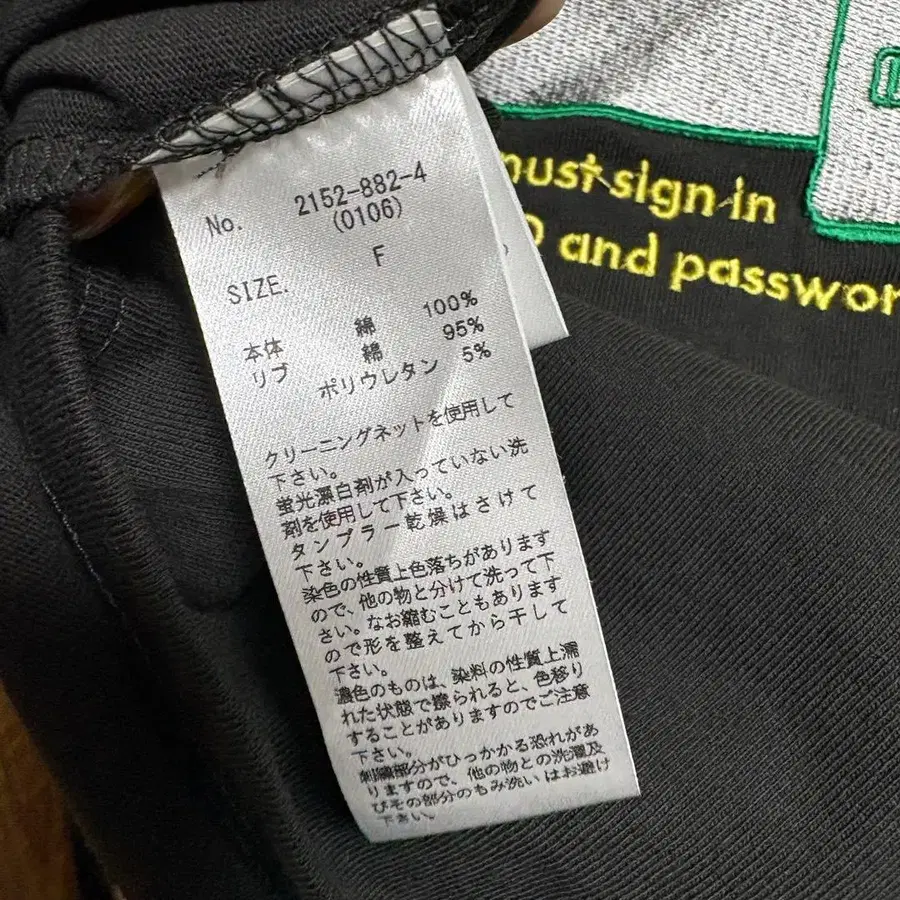 No. 2152-882-4
(0106)
SIZE. F
本体 綿 100%
リブ 綿 95%
ポリウレタン 5%
クリーニングネットを使用して
下さい。
蛍光漂白剤が入っていない洗
剤を使用して下さい。
タンブラー乾燥はさけて
下さい。
染色の性質上色落ちがあります
ので、他の物と分けて洗って下
さい。なお縮むこともあります
ので形を整えてから干して
下さい。
濃色のものは、染料の性質上濡
れた状態で擦られると、色移り
することがありますのでご注意
下さい。
刺繍部分がひっかかる恐れがあ
りますので、他の物との洗濯及
びその部分のもみ洗いはお避け
下さい。
must sign in
and passwor